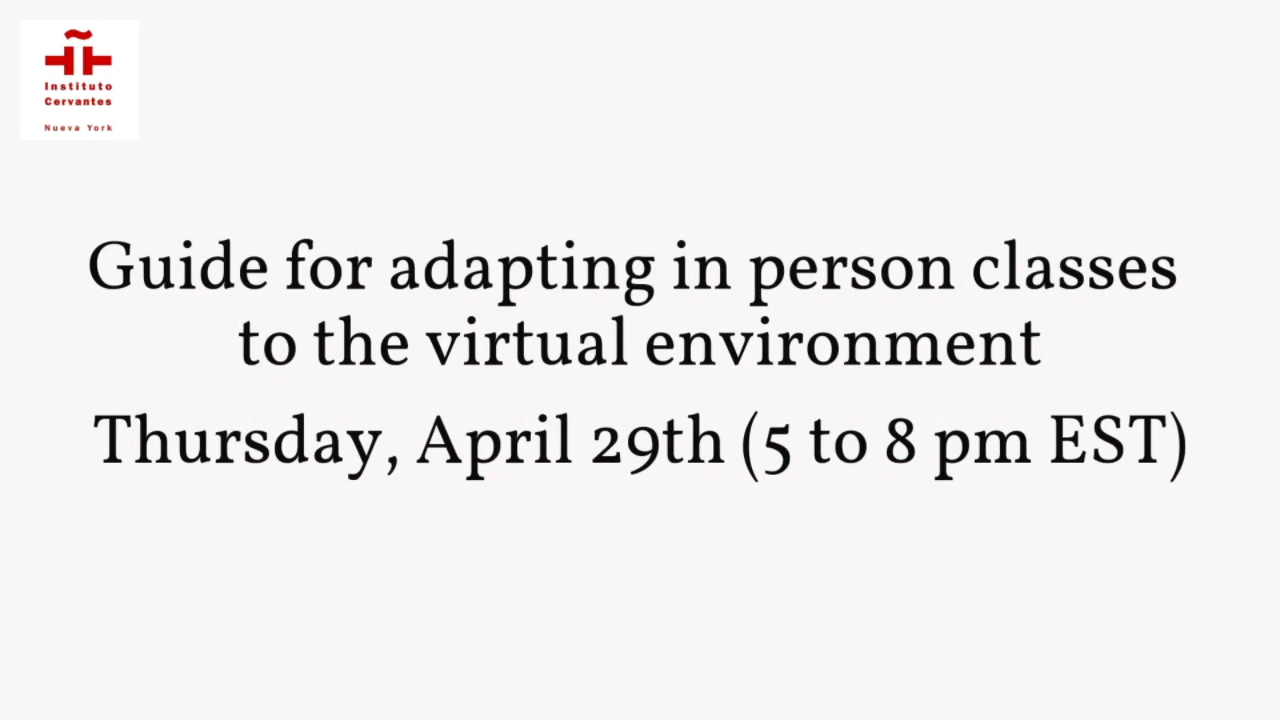 Instituto
Cervantes
Nueva York
Guide for adapting in person classes
to the virtual environment
Thursday, April 29th (5 to 8 pm EST)